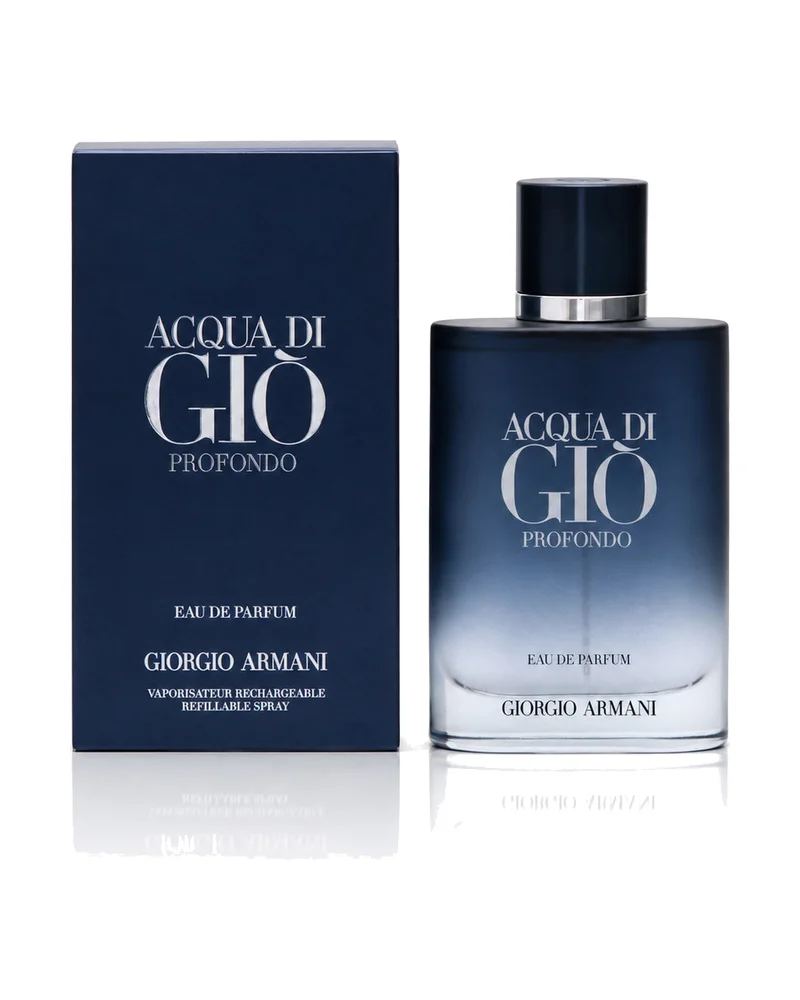 ACQUA DI
GIÒ
PROFONDO
EAU DE PARFUM
GIORGIO ARMANI
VAPORISATEUR RECHARGEABLE
REFILLABLE SPRAY
ACQUA DI
GIÒ
PROFONDO
EAU DE PARFUM
GIORGIO ARMANI